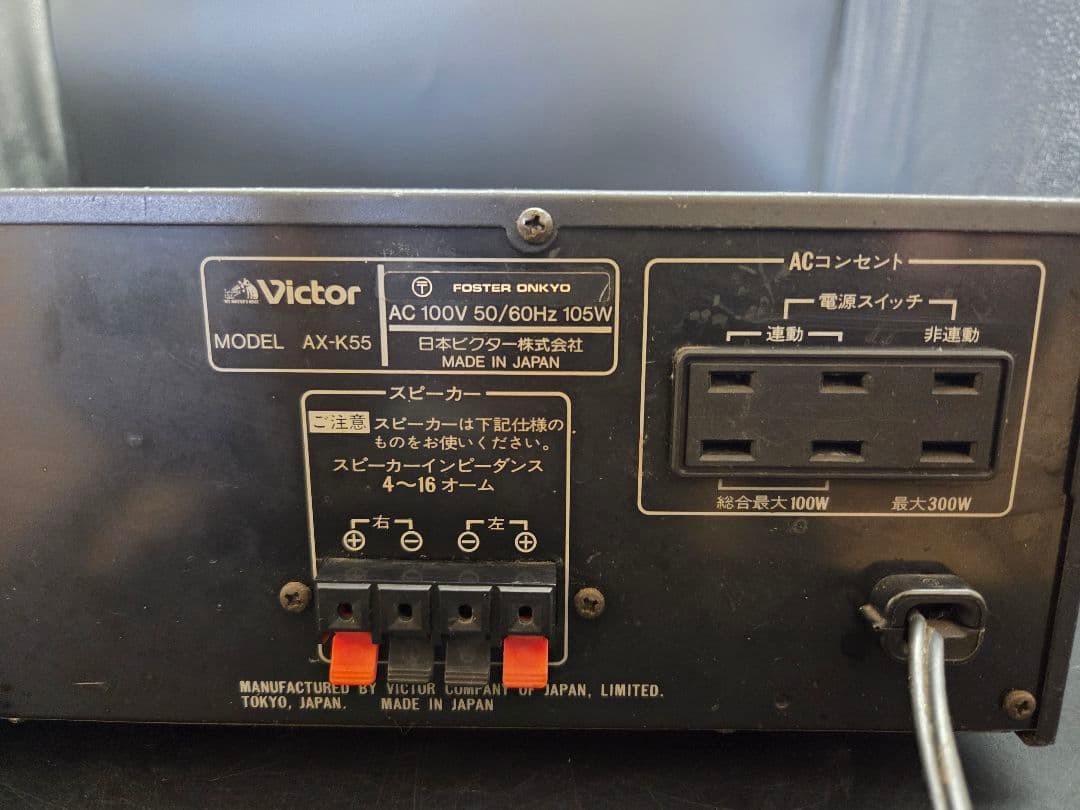 Victor
MODEL AX-K55
〒 FOSTER ONKYO
AC 100V 50/60Hz 105W
日本ビクター株式会社
MADE IN JAPAN
スピーカー
ご注意 スピーカーは下記仕様の
ものをお使いください。
スピーカーインピーダンス
4〜16 オーム
右 左
⊕ ⊖ ⊖ ⊕
MANUFACTURED BY VICTOR COMPANY OF JAPAN, LIMITED.
TOKYO, JAPAN. MADE IN JAPAN
ACコンセント
電源スイッチ
連動 非連動
総合最大100W 最大300W